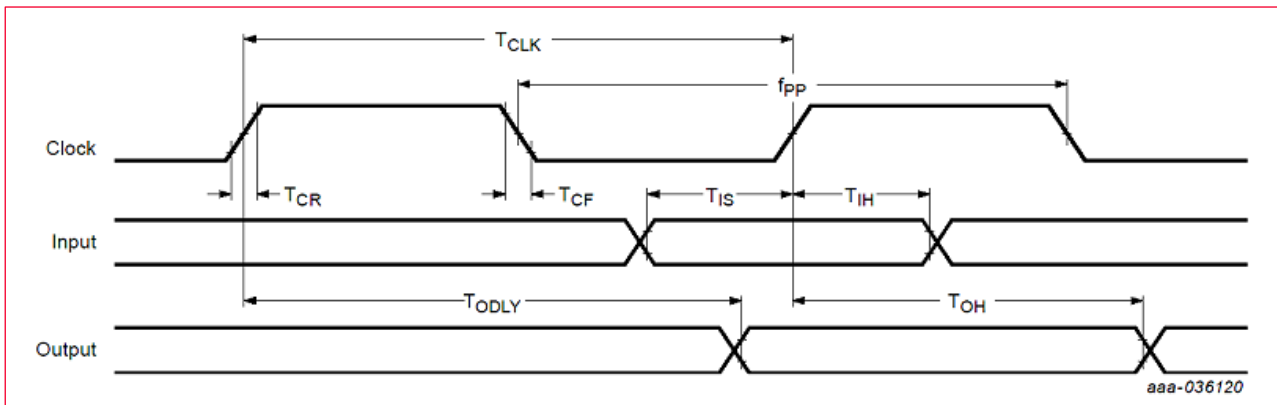 TCLK
fPP
Clock
TCR
TCF
TIS
TIH
Input
TODLY
TOH
Output
aaa-036120